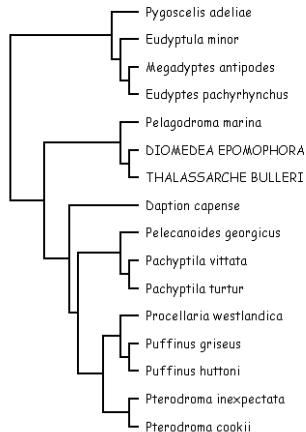 Pygoscelis adeliae
Eudyptula minor
Megadyptes antipodes
Eudyptes pachyrhynchus
Pelagodroma marina
DIOMEDEA EPOMOPHORA
THALASSARCHE BULLERI
Daption capense
Pelecanoides georgicus
Pachyptila vittata
Pachyptila turtur
Procellaria westlandica
Puffinus griseus
Puffinus huttoni
Pterodroma inexpectata
Pterodroma cookii